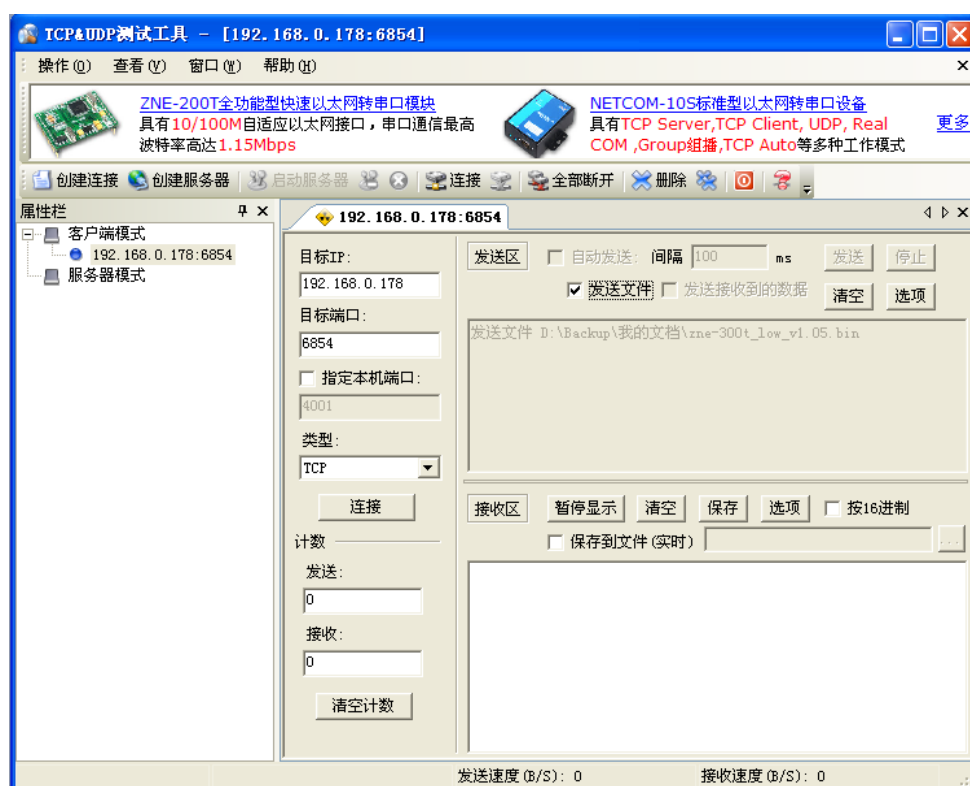 TCP&UDP测试工具 - [192.168.0.178:6854]
操作(O) 查看(V) 窗口(W) 帮助(H)
ZNE-200T全功能型快速以太网转串口模块
具有10/100M自适应以太网接口，串口通信最高
波特率高达1.15Mbps
NETCOM-10S标准型以太网转串口设备
具有TCP Server,TCP Client, UDP, Real
COM ,Group组播,TCP Auto等多种工作模式
更多
创建连接 创建服务器 启动服务器 连接 全部断开 删除
属性栏
客户端模式
192.168.0.178:6854
服务器模式
192.168.0.178:6854
目标IP:
192.168.0.178
目标端口:
6854
指定本机端口:
4001
类型:
TCP
连接
计数
发送:
0
接收:
0
清空计数
发送区 自动发送: 间隔 100 ms 发送 停止
发送文件 发送接收到的数据 清空 选项
发送文件 D:\Backup\我的文档\zne-300t_low_v1.05.bin
接收区 暂停显示 清空 保存 选项 按16进制
保存到文件(实时) ...
发送速度(B/S): 0 接收速度(B/S): 0